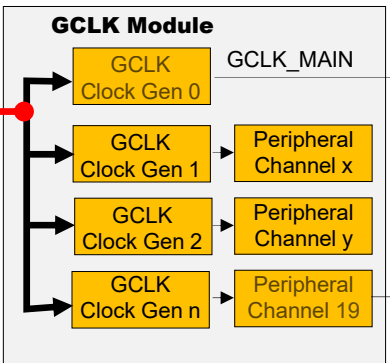 GCLK Module
GCLK
Clock Gen 0
GCLK_MAIN
GCLK
Clock Gen 1
Peripheral
Channel x
GCLK
Clock Gen 2
Peripheral
Channel y
GCLK
Clock Gen n
Peripheral
Channel 19